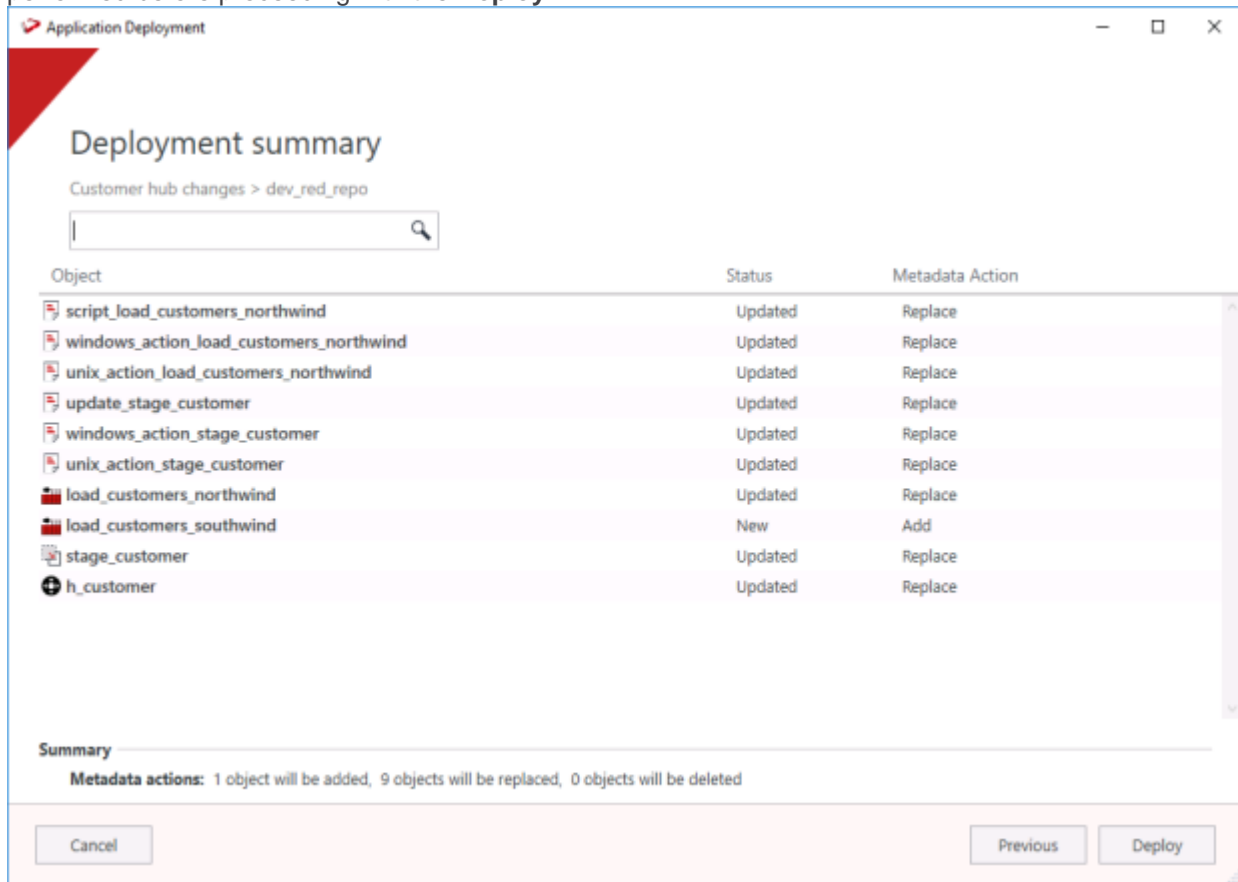 Application Deployment
Deployment summary
Customer hub changes > dev_red_repo
Object Status Metadata Action
script_load_customers_northwind Updated Replace
windows_action_load_customers_northwind Updated Replace
unix_action_load_customers_northwind Updated Replace
update_stage_customer Updated Replace
windows_action_stage_customer Updated Replace
unix_action_stage_customer Updated Replace
load_customers_northwind Updated Replace
load_customers_southwind New Add
stage_customer Updated Replace
h_customer Updated Replace
Summary
Metadata actions: 1 object will be added, 9 objects will be replaced, 0 objects will be deleted
Cancel Previous Deploy